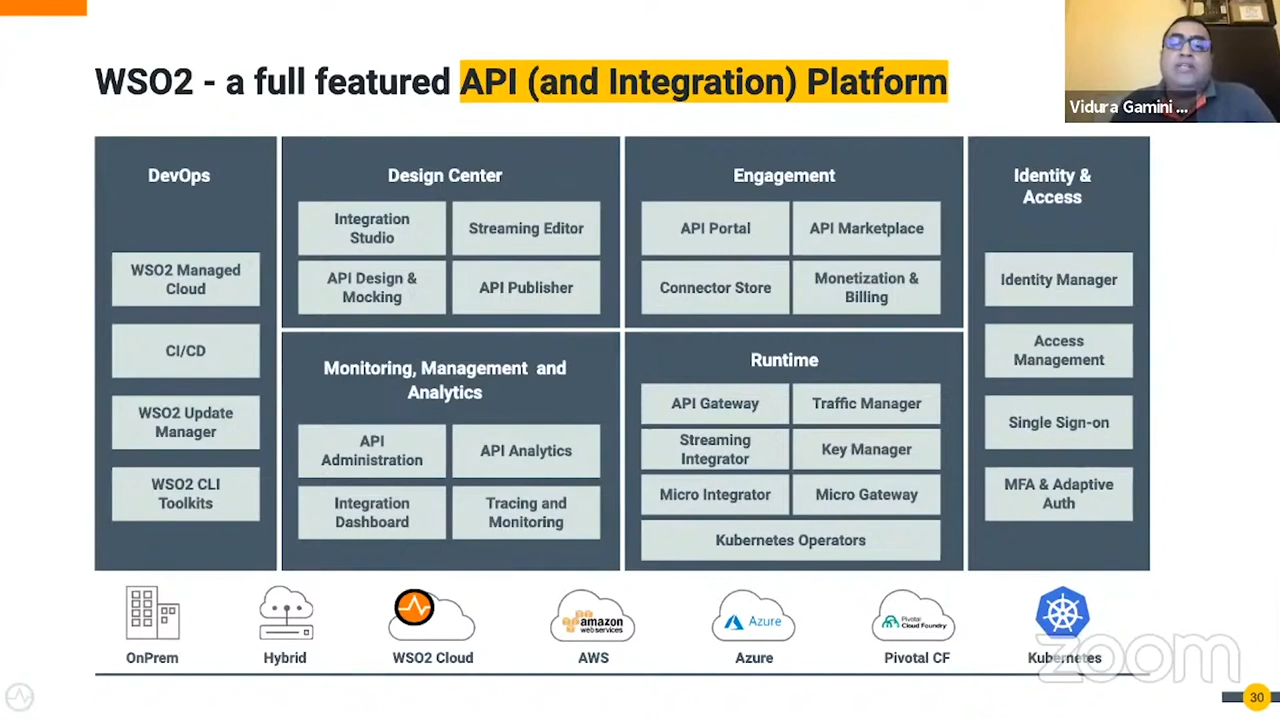 WSO2 - a full featured API (and Integration) Platform
Vidura Gamini ...
DevOps
WSO2 Managed
Cloud
CI/CD
WSO2 Update
Manager
WSO2 CLI
Toolkits
Design Center
Integration
Studio
Streaming Editor
API Design &
Mocking
API Publisher
Monitoring, Management and
Analytics
API
Administration
API Analytics
Integration
Dashboard
Tracing and
Monitoring
Engagement
API Portal
API Marketplace
Connector Store
Monetization &
Billing
Runtime
API Gateway
Traffic Manager
Streaming
Integrator
Key Manager
Micro Integrator
Micro Gateway
Kubernetes Operators
Identity &
Access
Identity Manager
Access
Management
Single Sign-on
MFA & Adaptive
Auth
amazon
web services
Azure
Pivotal
Cloud Foundry
OnPrem
Hybrid
WSO2 Cloud
AWS
Azure
Pivotal CF
Kubernetes
zoom
30